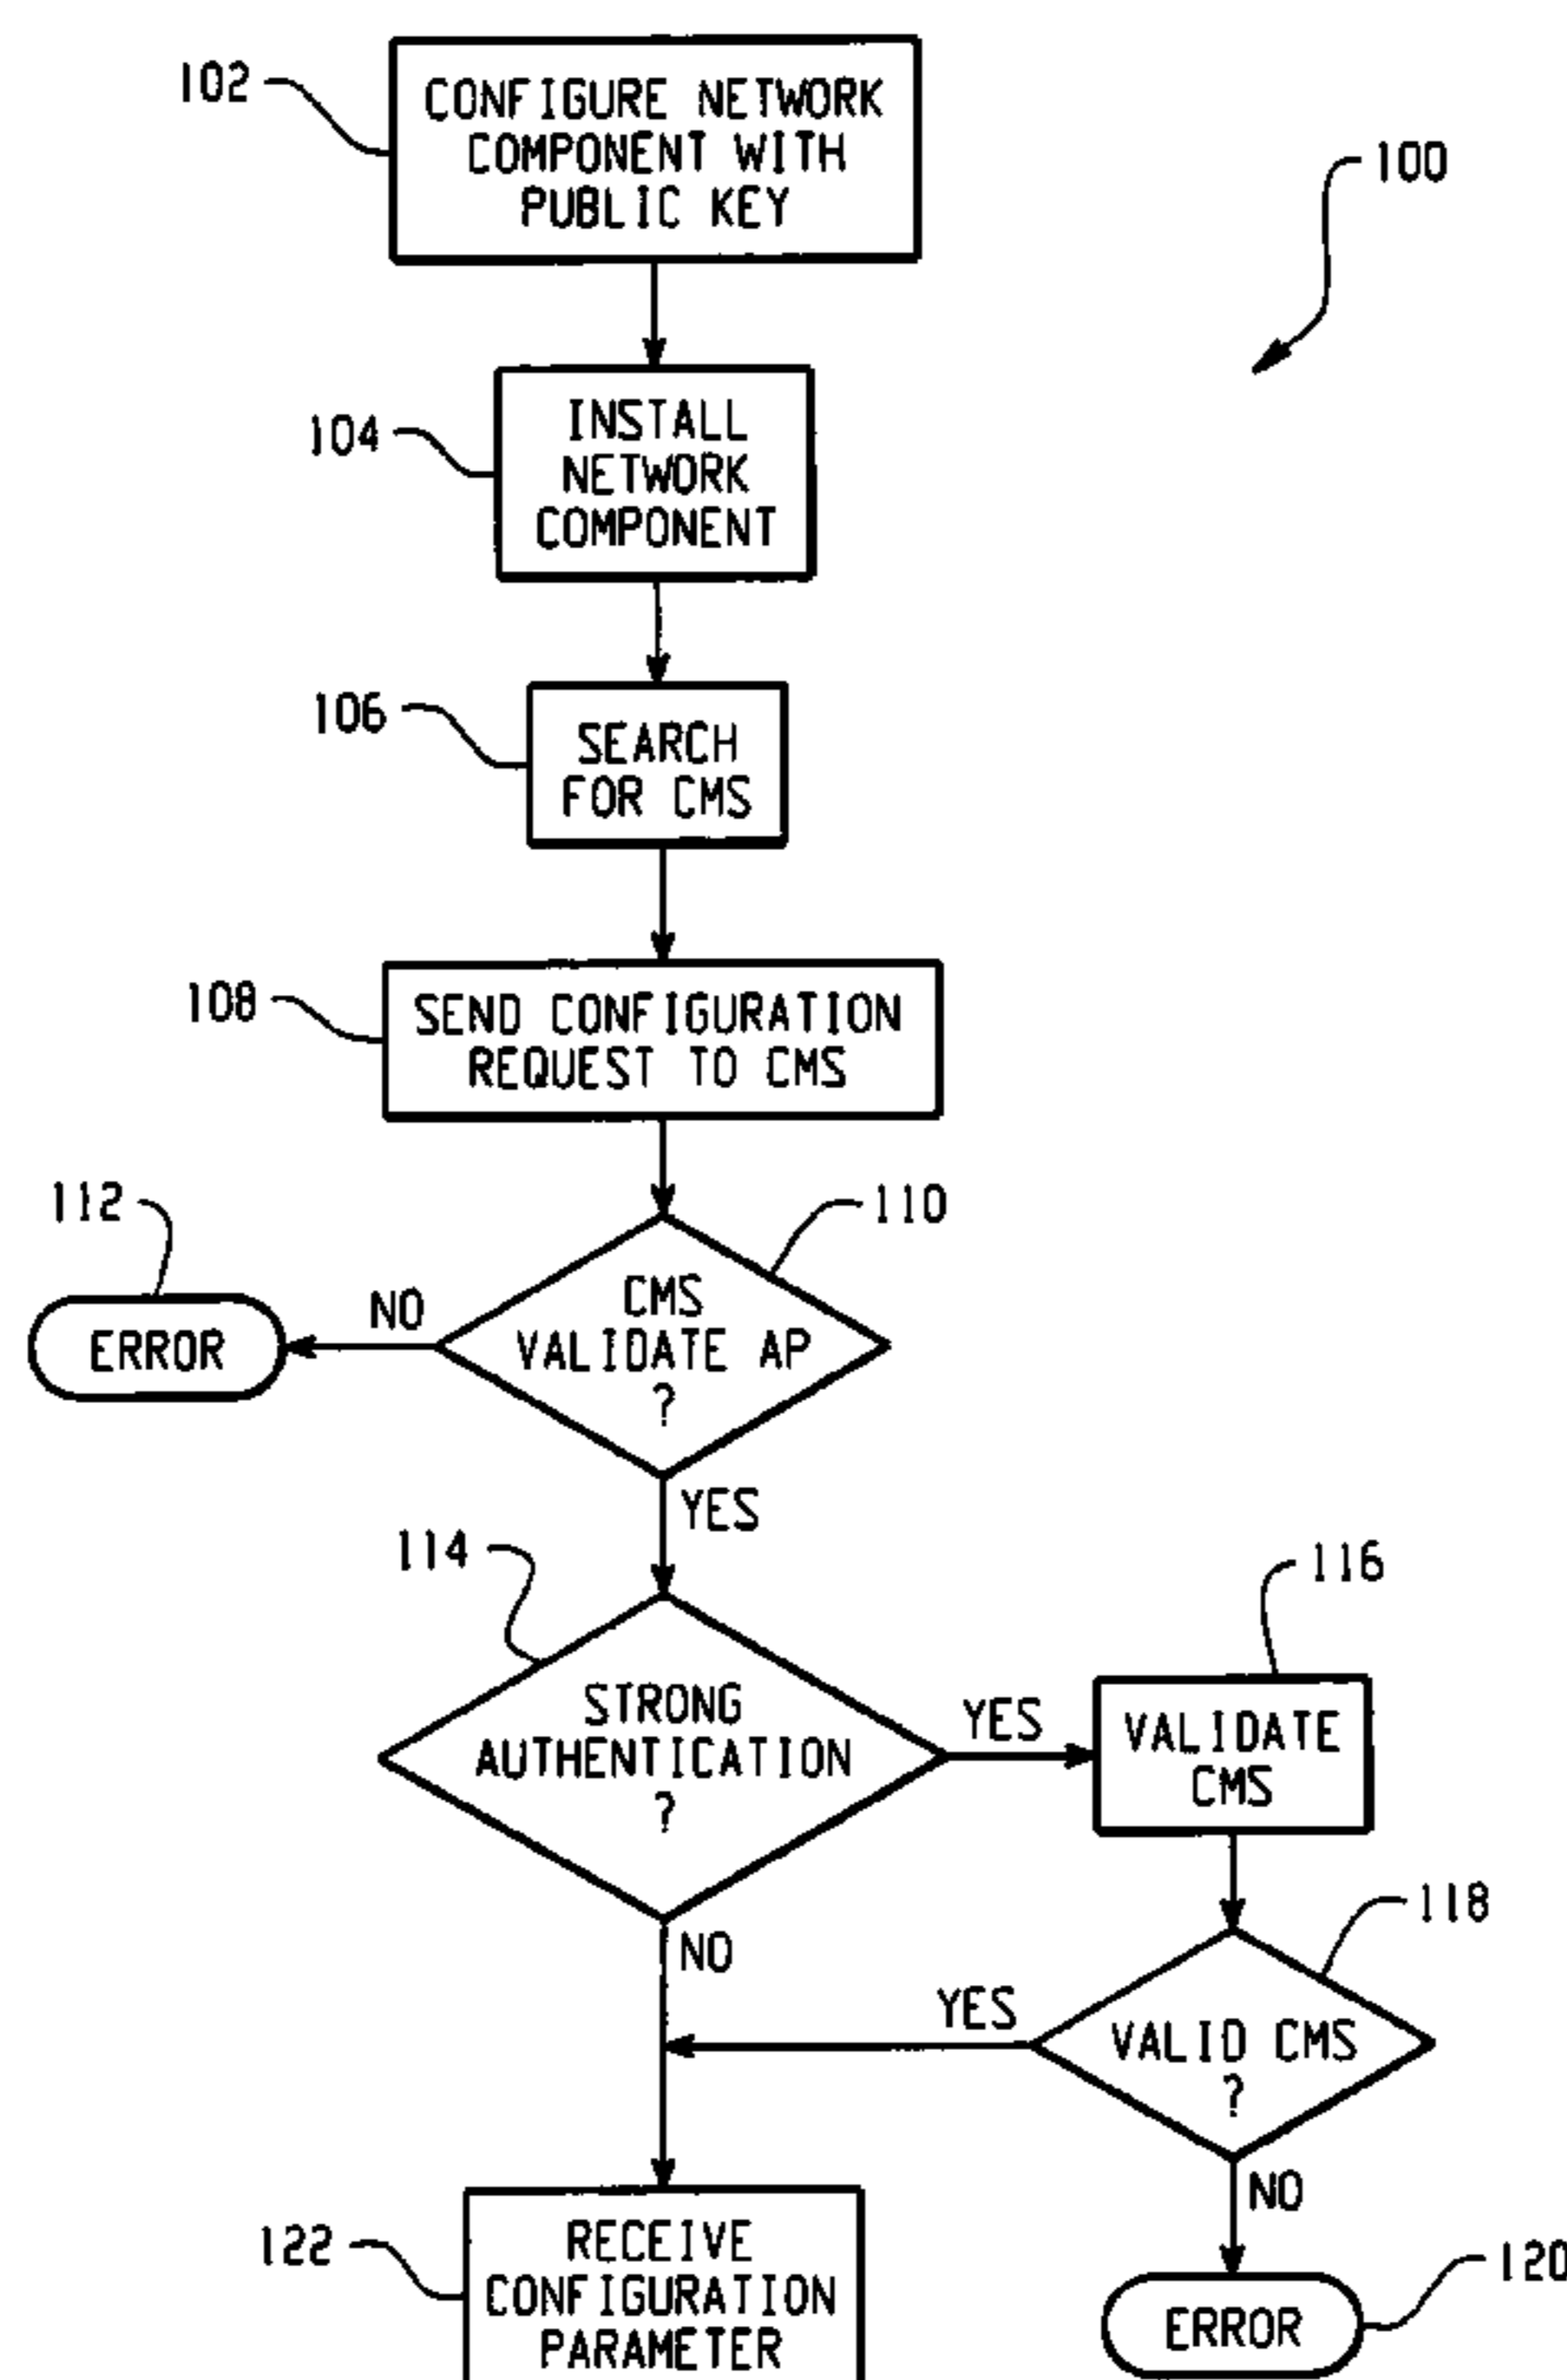 102
CONFIGURE NETWORK
COMPONENT WITH
PUBLIC KEY
100
104
INSTALL
NETWORK
COMPONENT
106
SEARCH
FOR CMS
108
SEND CONFIGURATION
REQUEST TO CMS
112
110
ERROR
NO
CMS
VALIDATE AP
?
YES
114
116
STRONG
AUTHENTICATION
?
YES
VALIDATE
CMS
118
NO
YES
VALID CMS
?
NO
122
RECEIVE
CONFIGURATION
PARAMETER
120
ERROR